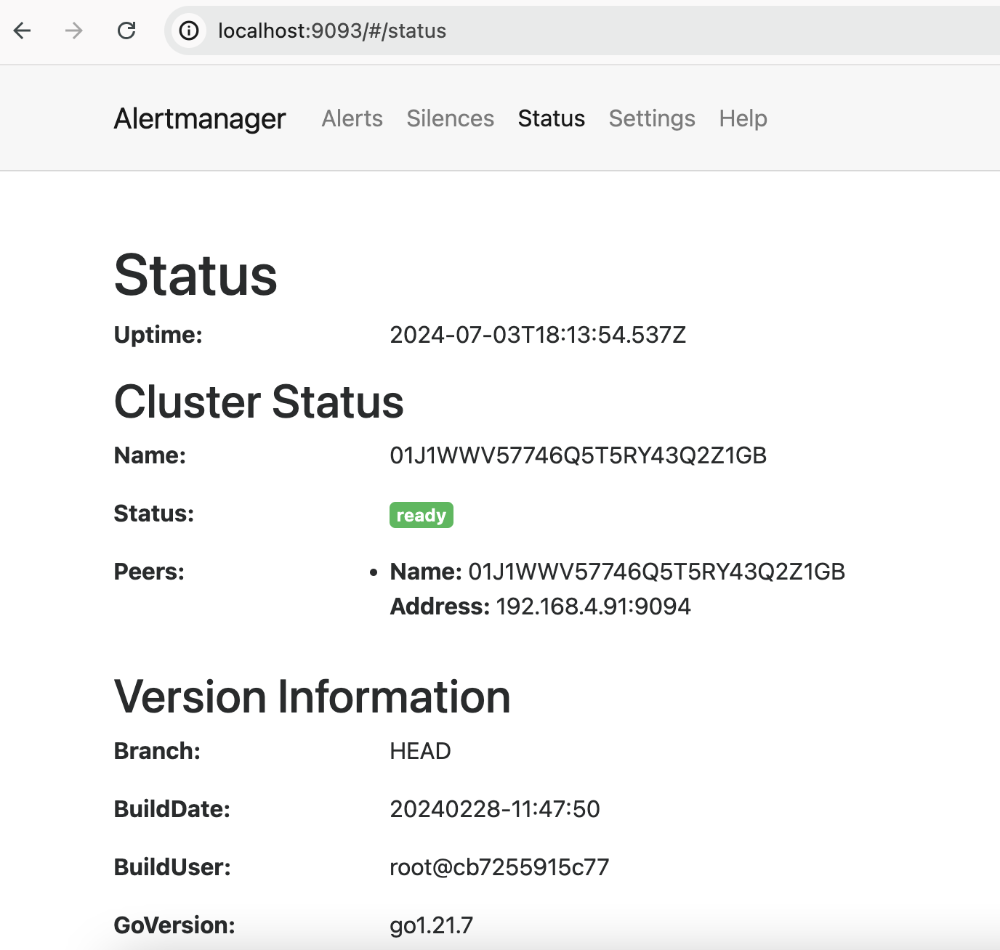 localhost:9093/#/status
Alertmanager Alerts Silences Status Settings Help
Status
Uptime: 2024-07-03T18:13:54.537Z
Cluster Status
Name: 01J1WWV57746Q5T5RY43Q2Z1GB
Status: ready
Peers: • Name: 01J1WWV57746Q5T5RY43Q2Z1GB
Address: 192.168.4.91:9094
Version Information
Branch: HEAD
BuildDate: 20240228-11:47:50
BuildUser: root@cb7255915c77
GoVersion: go1.21.7